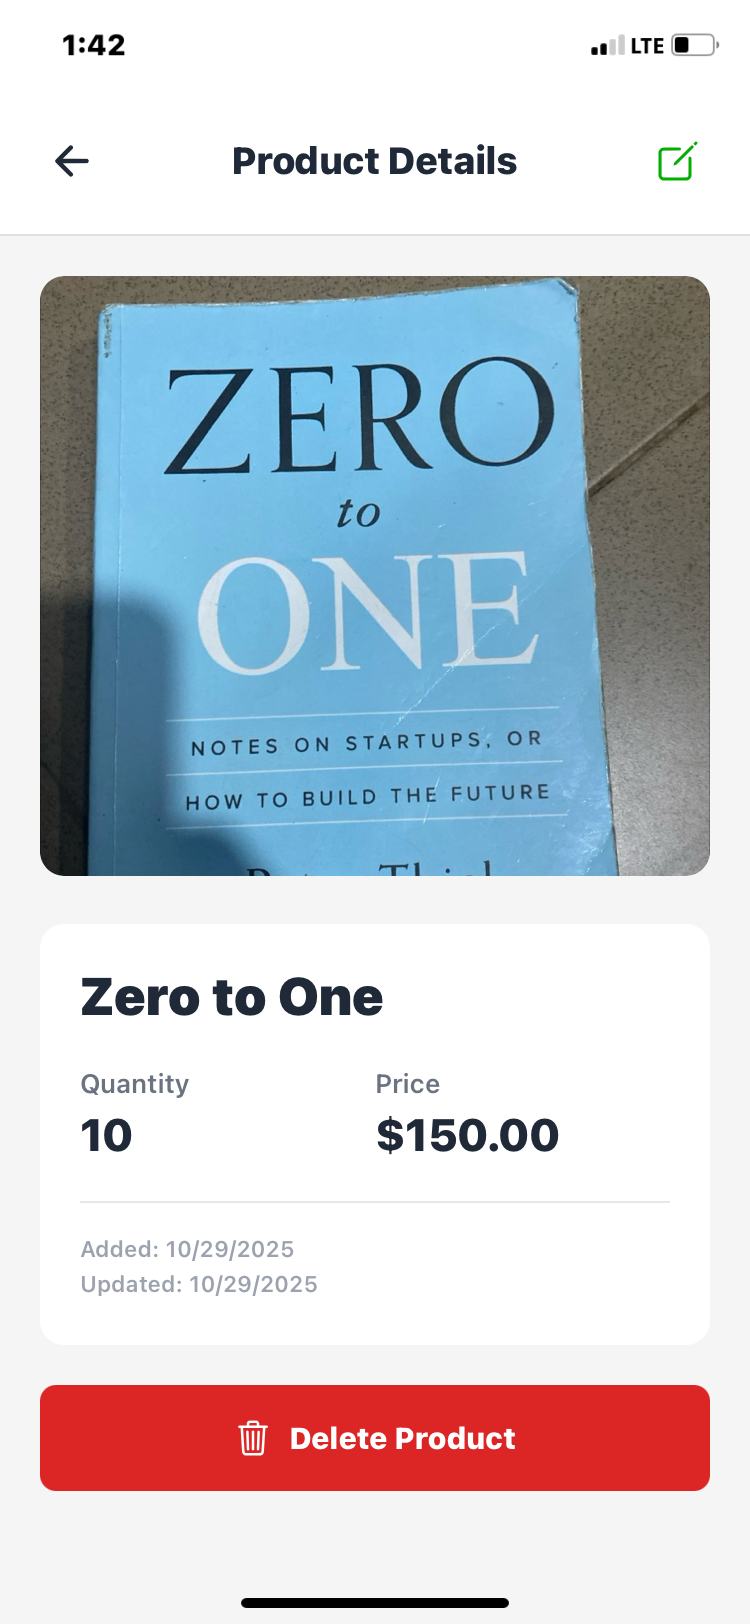 1:42
LTE
Product Details
ZERO
to
ONE
NOTES ON STARTUPS, OR
HOW TO BUILD THE FUTURE
Zero to One
Quantity
Price
10
$150.00
Added: 10/29/2025
Updated: 10/29/2025
Delete Product